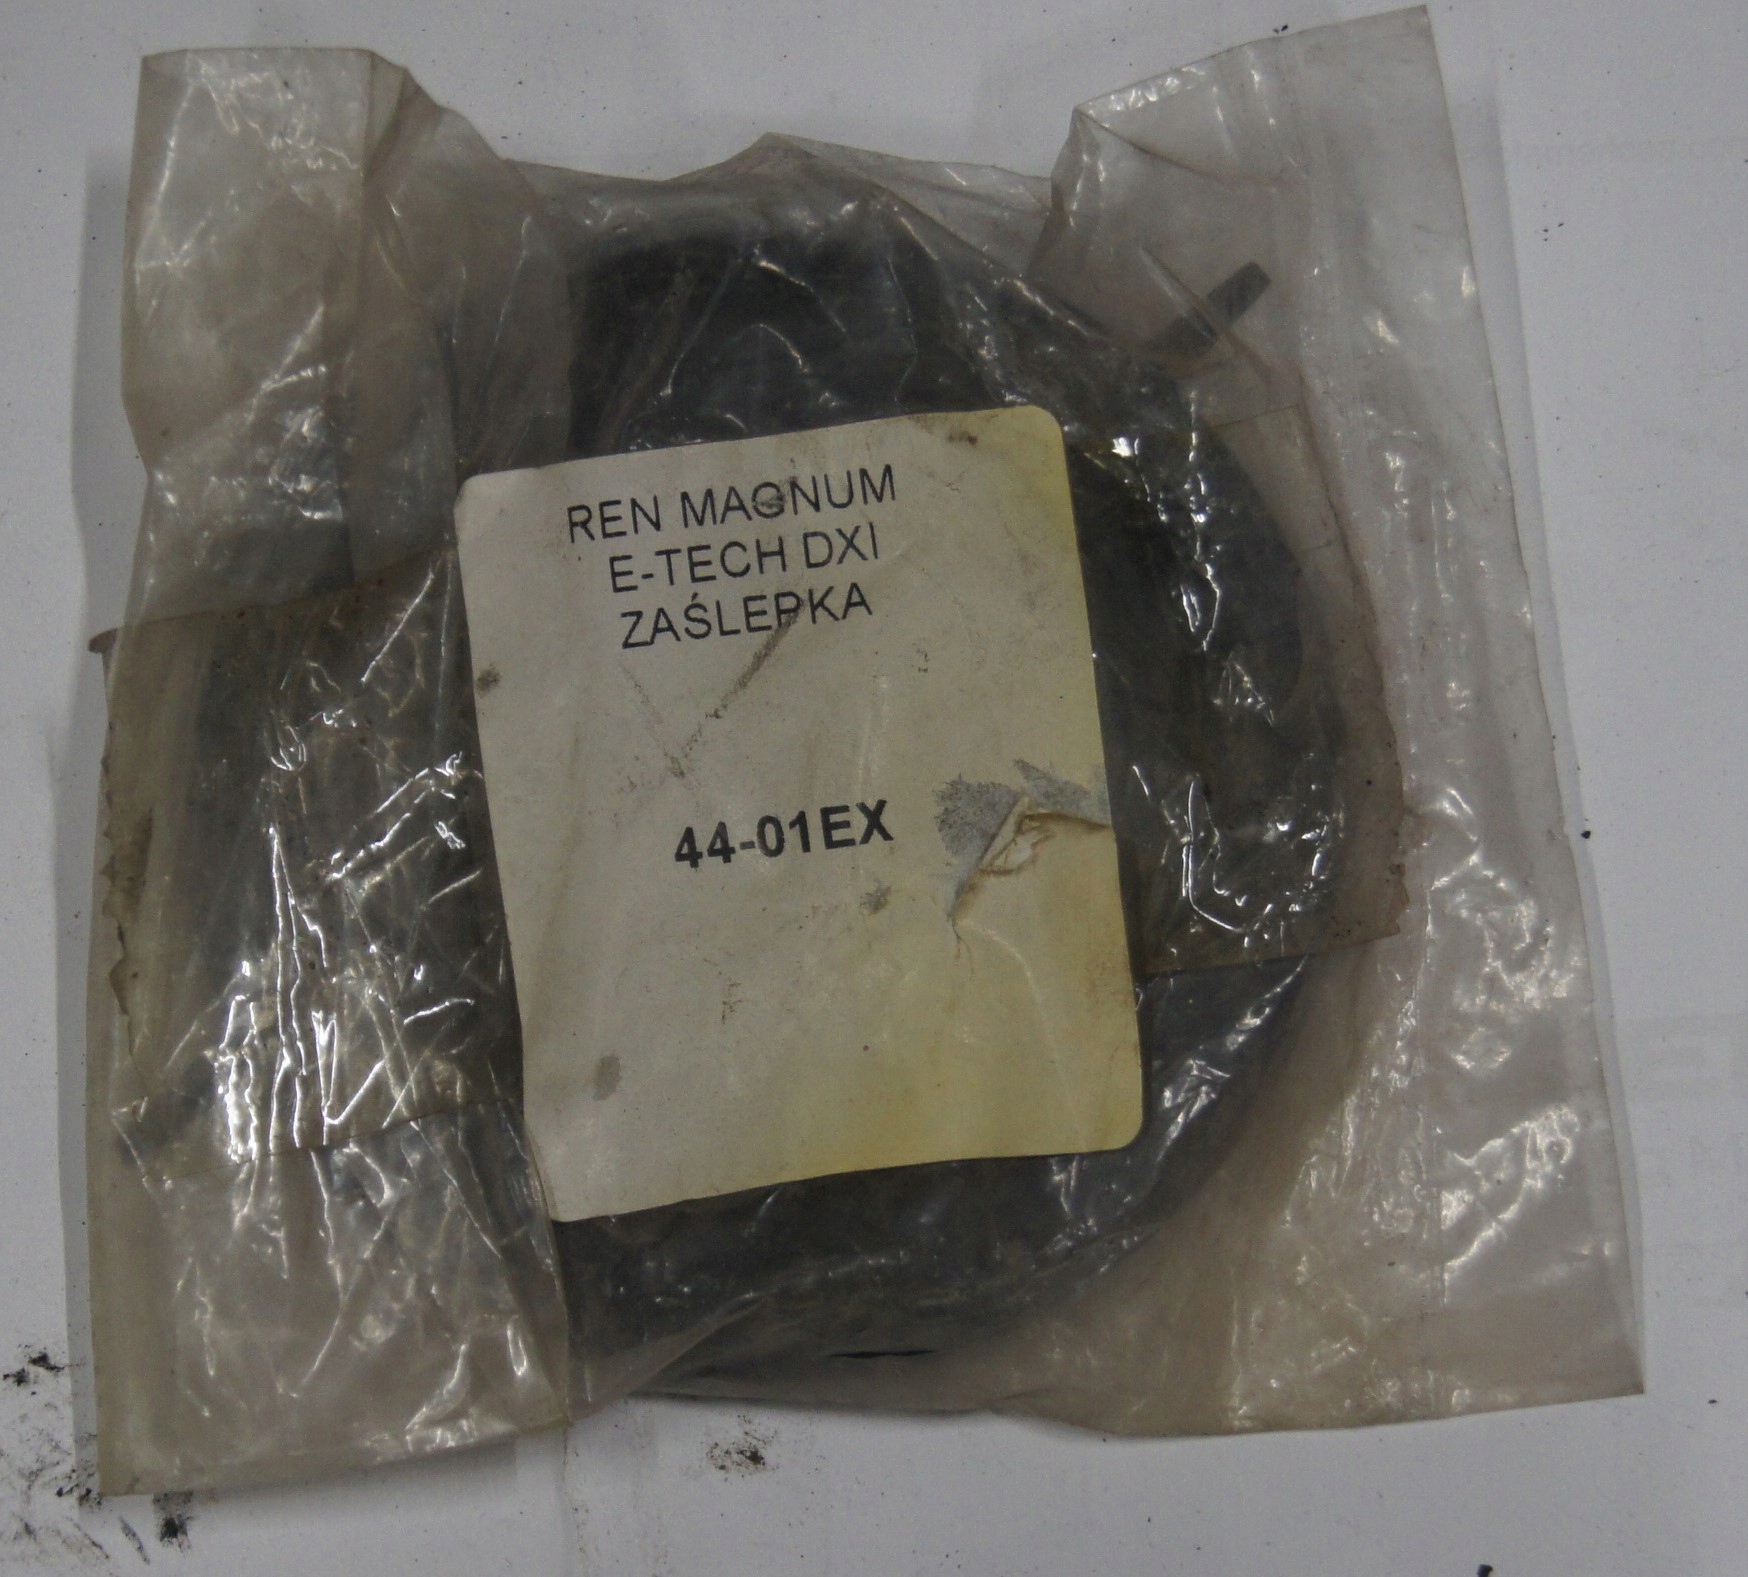 REN MAGNUM
E-TECH DXI
ZAŚLEPKA
44-01EX